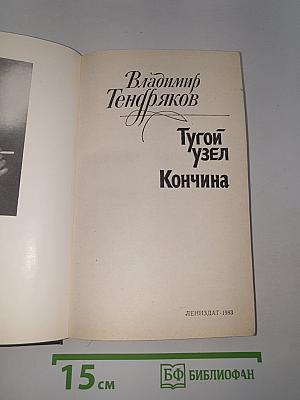 Владимир
Тендряков
Тугой
узел
Кончина
ЛЕНИЗДАТ·1983
15 см
БФ БИБЛИОФАН